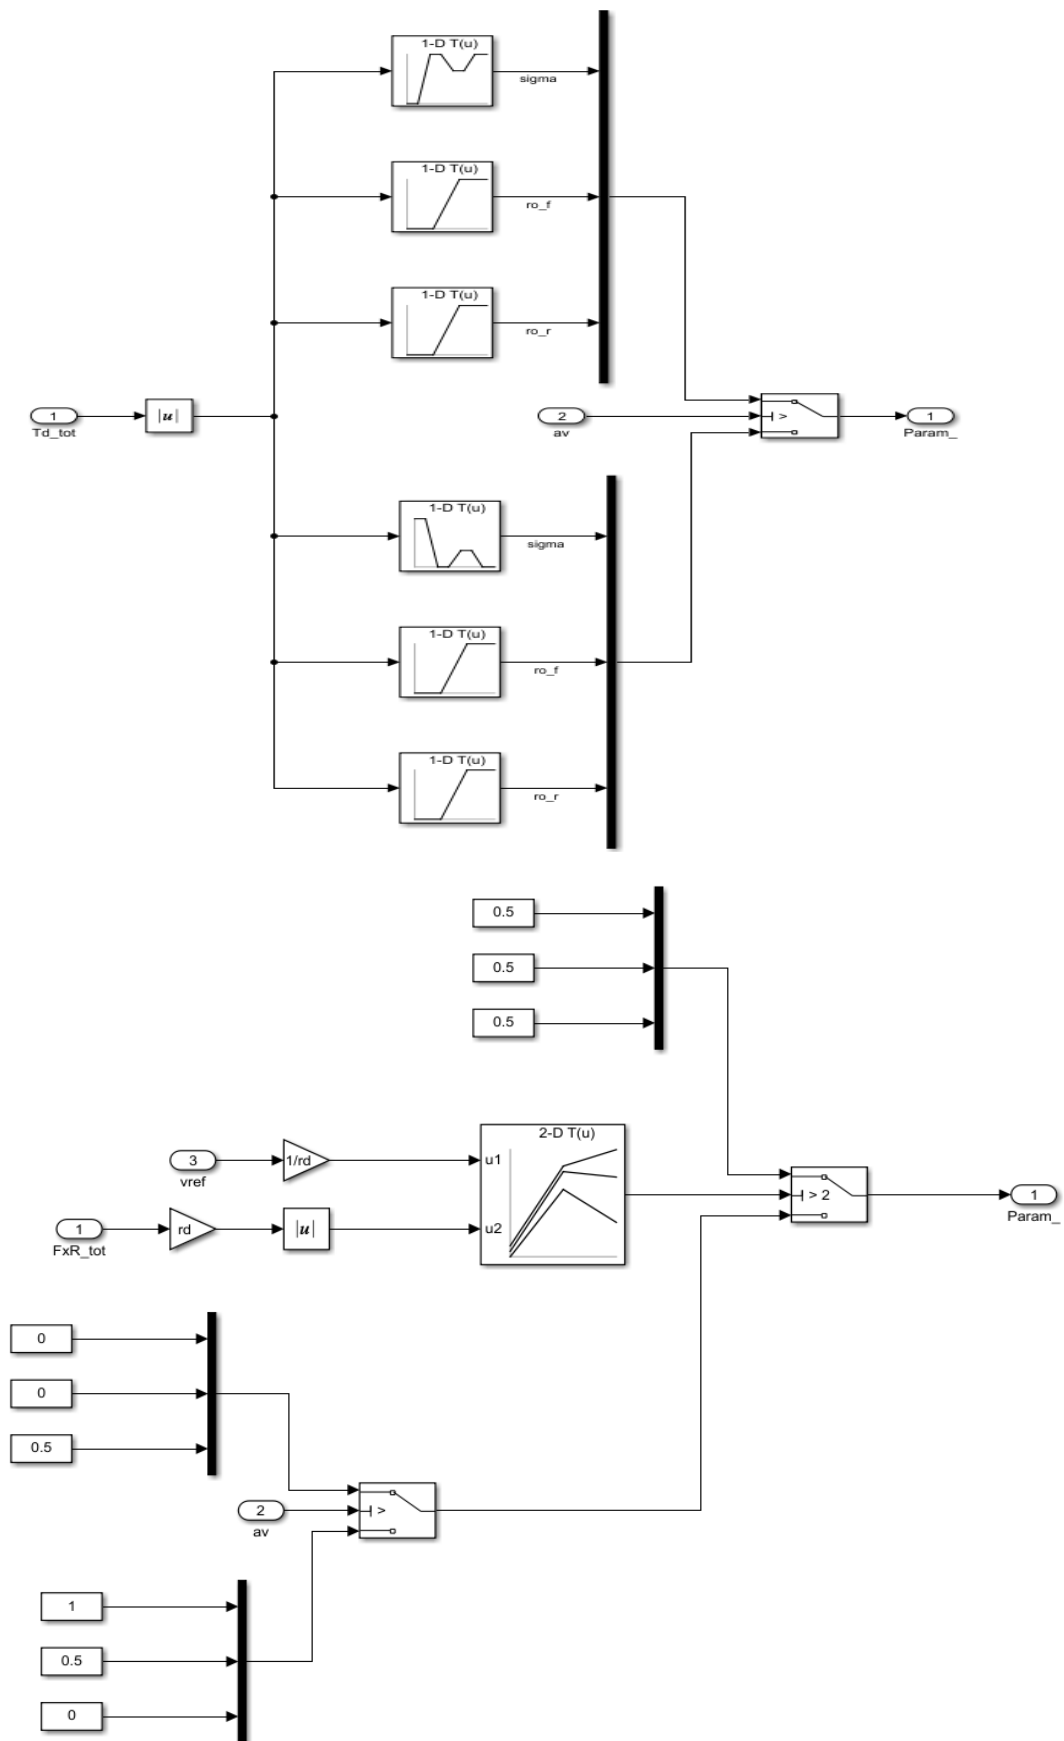 1-D T(u)
sigma
1-D T(u)
ro_f
1-D T(u)
ro_r
1
Td_tot
|u|
2
av
>
1
Param_
1-D T(u)
sigma
1-D T(u)
ro_f
1-D T(u)
ro_r
0.5
0.5
0.5
2-D T(u)
3
vref
1/rd
u1
> 2
1
Param_
1
FxR_tot
rd
|u|
u2
0
0
0.5
2
av
>
1
0.5
0